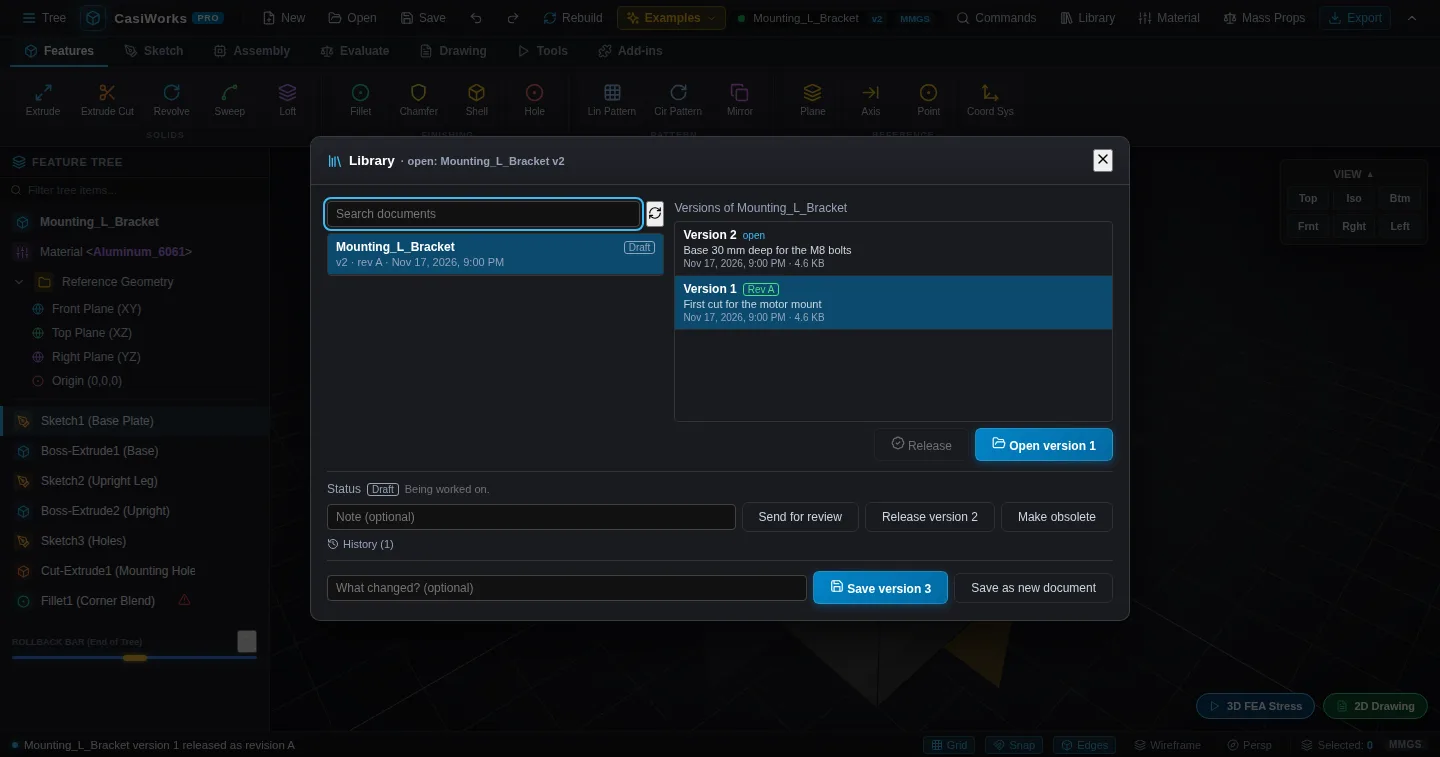 Tree CasiWorks PRO New Open Save Rebuild Examples Mounting_L_Bracket v2 MMGS Commands Library Material Mass Props Export
Features Sketch Assembly Evaluate Drawing Tools Add-ins
Extrude Extrude Cut Revolve Sweep Loft Fillet Chamfer Shell Hole Lin Pattern Cir Pattern Mirror Plane Axis Point Coord Sys
SOLIDS FINISHING PATTERN REFERENCE
FEATURE TREE
Filter tree items...
Mounting_L_Bracket
Material <Aluminum_6061>
Reference Geometry
Front Plane (XY)
Top Plane (XZ)
Right Plane (YZ)
Origin (0,0,0)
Sketch1 (Base Plate)
Boss-Extrude1 (Base)
Sketch2 (Upright Leg)
Boss-Extrude2 (Upright)
Sketch3 (Holes)
Cut-Extrude1 (Mounting Hole
Fillet1 (Corner Blend)
ROLLBACK BAR (End of Tree)
Library · open: Mounting_L_Bracket v2
Search documents
Mounting_L_Bracket Draft
v2 · rev A · Nov 17, 2026, 9:00 PM
Versions of Mounting_L_Bracket
Version 2 open
Base 30 mm deep for the M8 bolts
Nov 17, 2026, 9:00 PM · 4.6 KB
Version 1 Rev A
First cut for the motor mount
Nov 17, 2026, 9:00 PM · 4.6 KB
Release Open version 1
Status Draft Being worked on.
Note (optional) Send for review Release version 2 Make obsolete
History (1)
What changed? (optional) Save version 3 Save as new document
VIEW ▲
Top Iso Btm
Frnt Rght Left
3D FEA Stress 2D Drawing
Mounting_L_Bracket version 1 released as revision A
Grid Snap Edges Wireframe Persp Selected: 0 MMGS